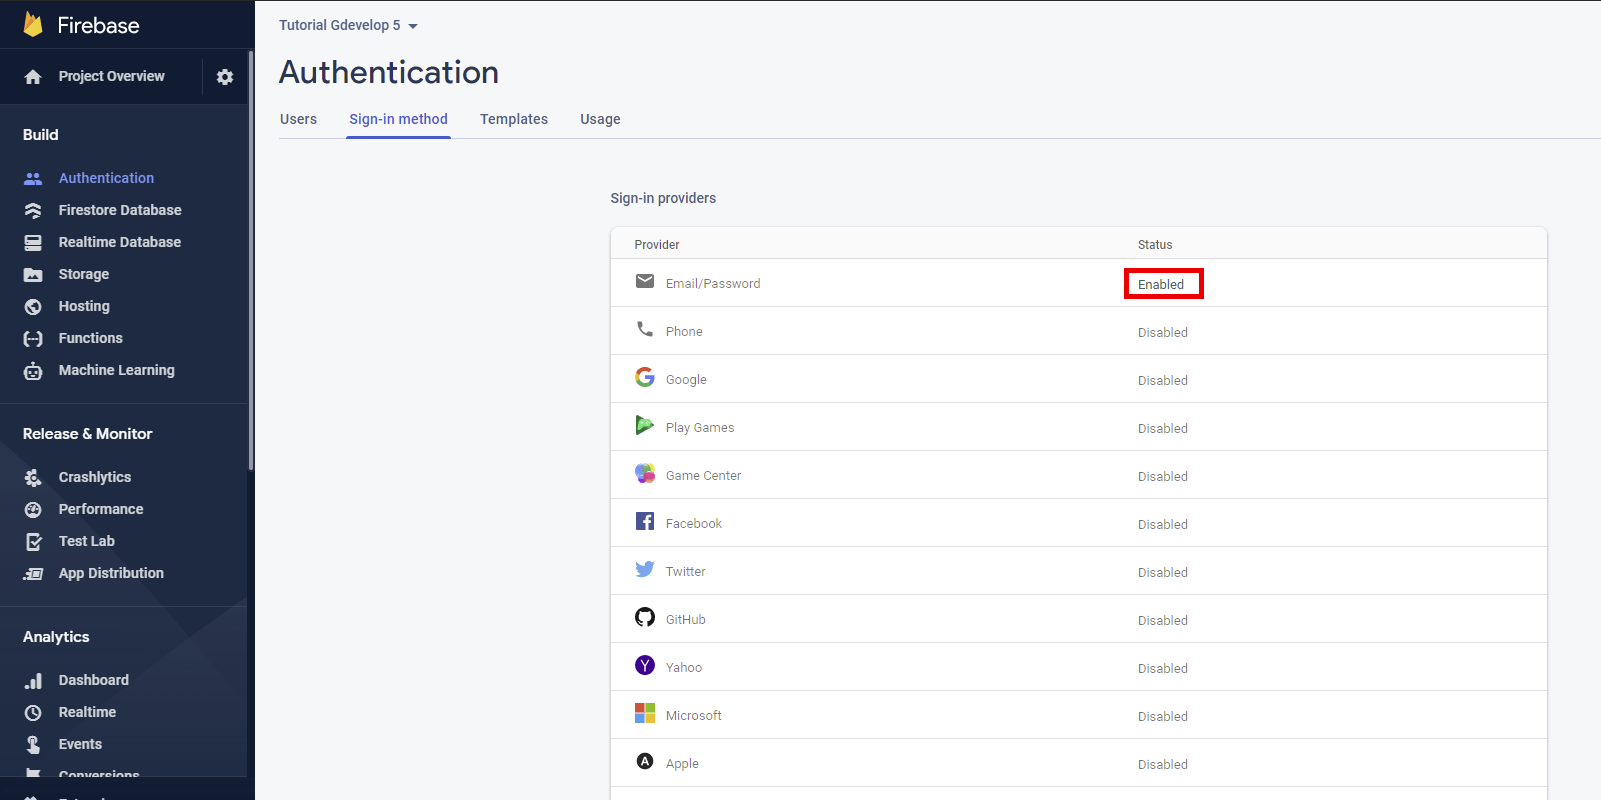 Firebase
Project Overview
Build
Authentication
Firestore Database
Realtime Database
Storage
Hosting
Functions
Machine Learning
Release & Monitor
Crashlytics
Performance
Test Lab
App Distribution
Analytics
Dashboard
Realtime
Events
Conversions
Tutorial Gdevelop 5
Authentication
Users Sign-in method Templates Usage
Sign-in providers
Provider Status
Email/Password Enabled
Phone Disabled
Google Disabled
Play Games Disabled
Game Center Disabled
Facebook Disabled
Twitter Disabled
GitHub Disabled
Yahoo Disabled
Microsoft Disabled
Apple Disabled